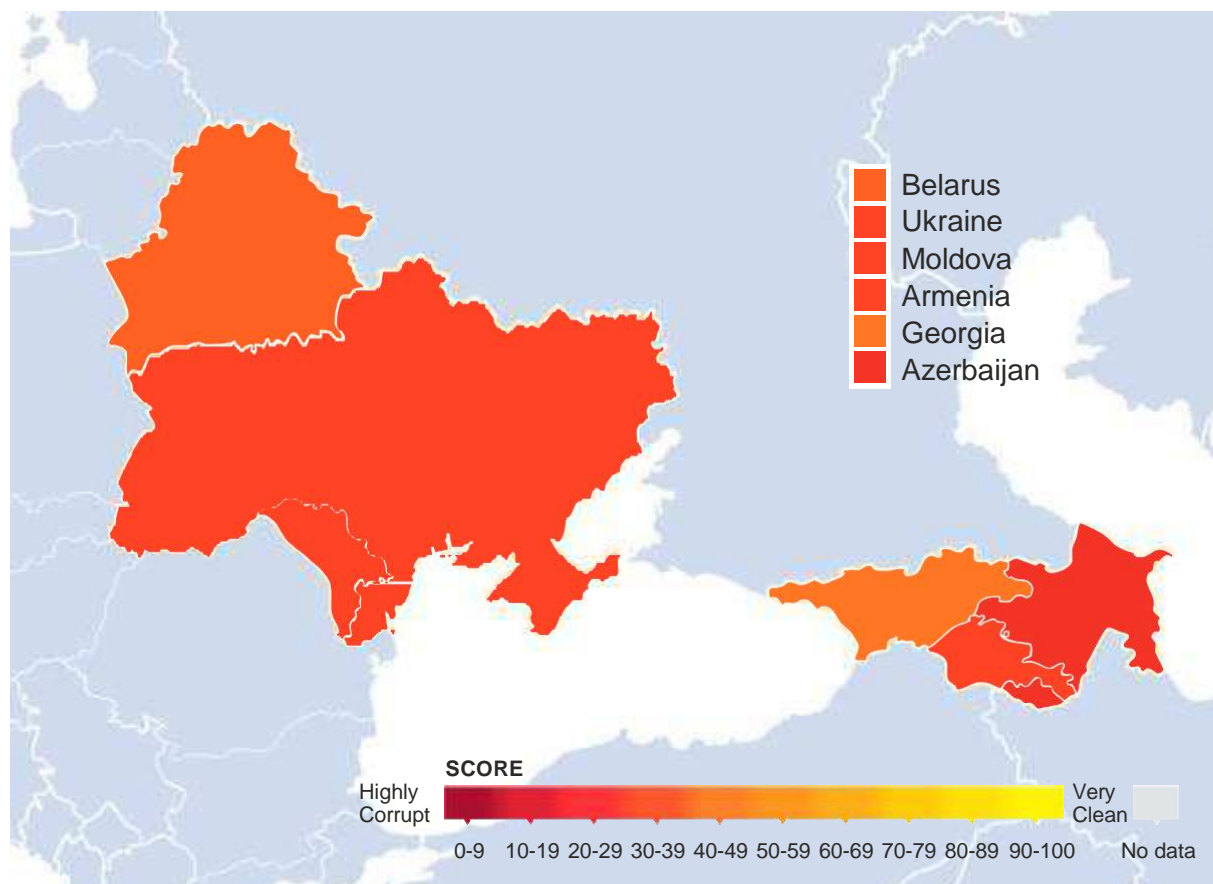 Belarus
Ukraine
Moldova
Armenia
Georgia
Azerbaijan
SCORE
Highly
Corrupt
Very
Clean
0-9 10-19 20-29 30-39 40-49 50-59 60-69 70-79 80-89 90-100 No data